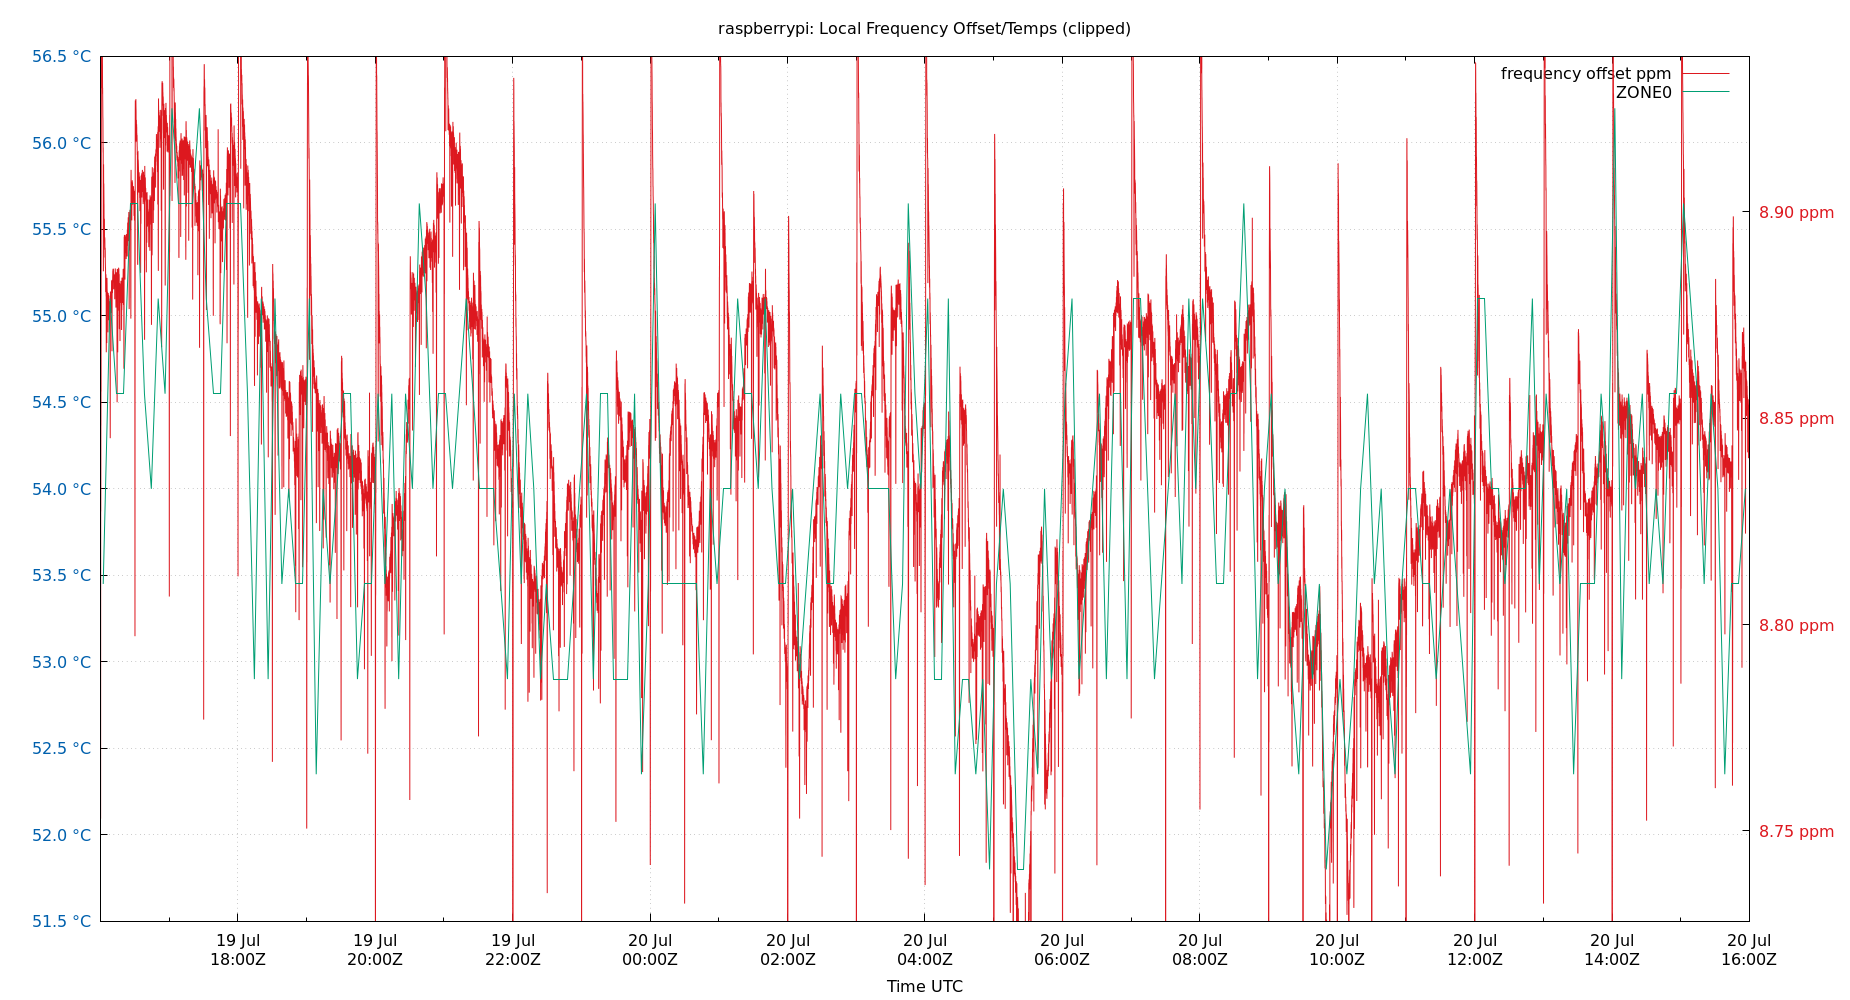 raspberrypi: Local Frequency Offset/Temps (clipped)
56.5 °C
56.0 °C
55.5 °C
55.0 °C
54.5 °C
54.0 °C
53.5 °C
53.0 °C
52.5 °C
52.0 °C
51.5 °C
frequency offset ppm
ZONE0
8.90 ppm
8.85 ppm
8.80 ppm
8.75 ppm
19 Jul 19 Jul 19 Jul 20 Jul 20 Jul 20 Jul 20 Jul 20 Jul 20 Jul 20 Jul 20 Jul 20 Jul
18:00Z 20:00Z 22:00Z 00:00Z 02:00Z 04:00Z 06:00Z 08:00Z 10:00Z 12:00Z 14:00Z 16:00Z
Time UTC